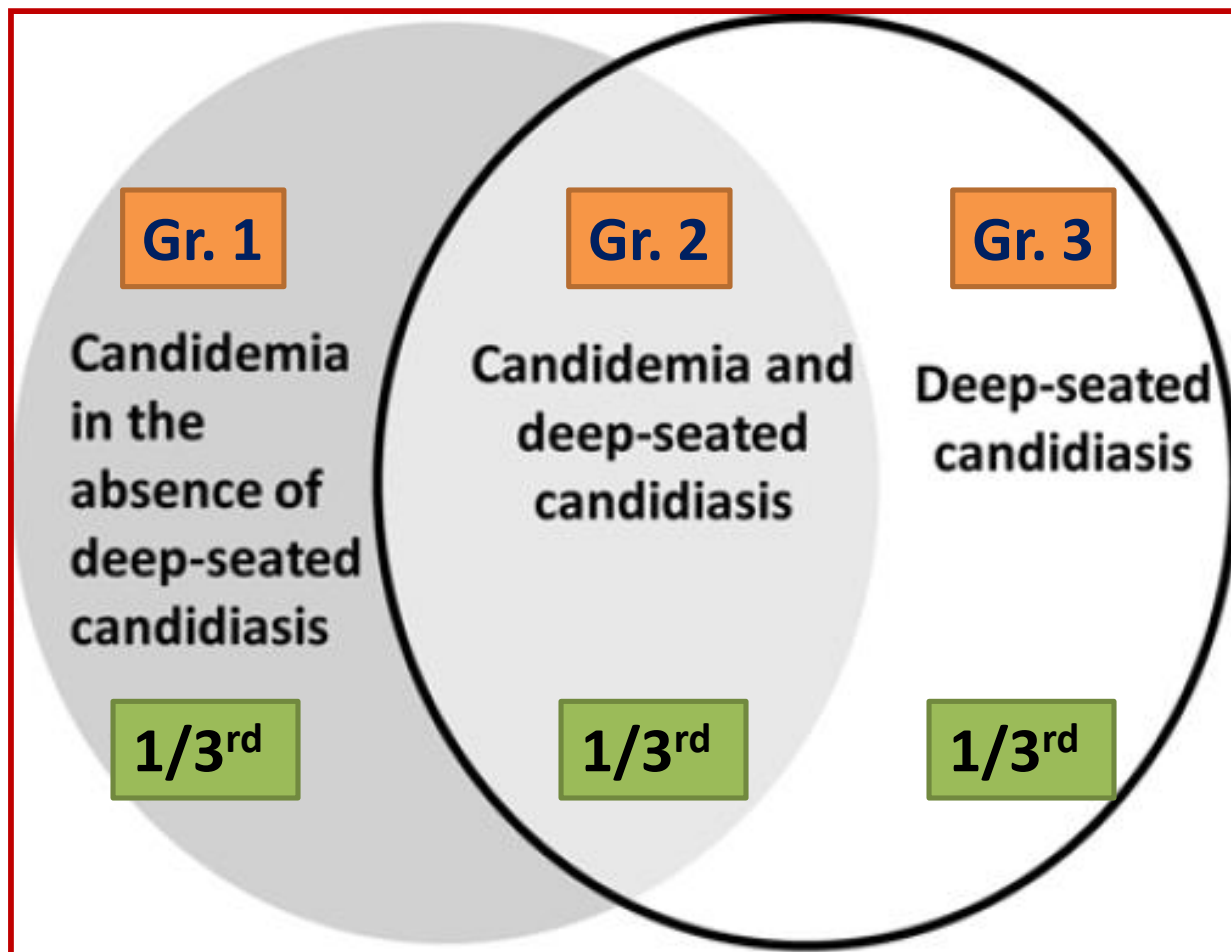 Gr. 1
Candidemia
in the
absence of
deep-seated
candidiasis
1/3rd
Gr. 2
Candidemia and
deep-seated
candidiasis
1/3rd
Gr. 3
Deep-seated
candidiasis
1/3rd